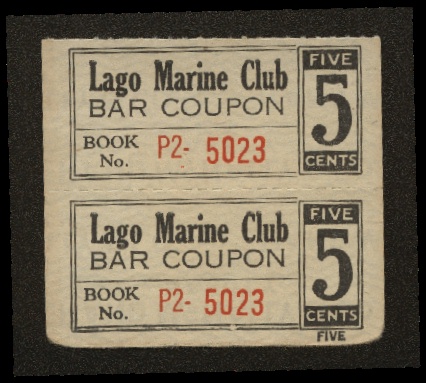 Lago Marine Club
BAR COUPON
BOOK No. P2- 5023
FIVE
5
CENTS
Lago Marine Club
BAR COUPON
BOOK No. P2- 5023
FIVE
5
CENTS
FIVE